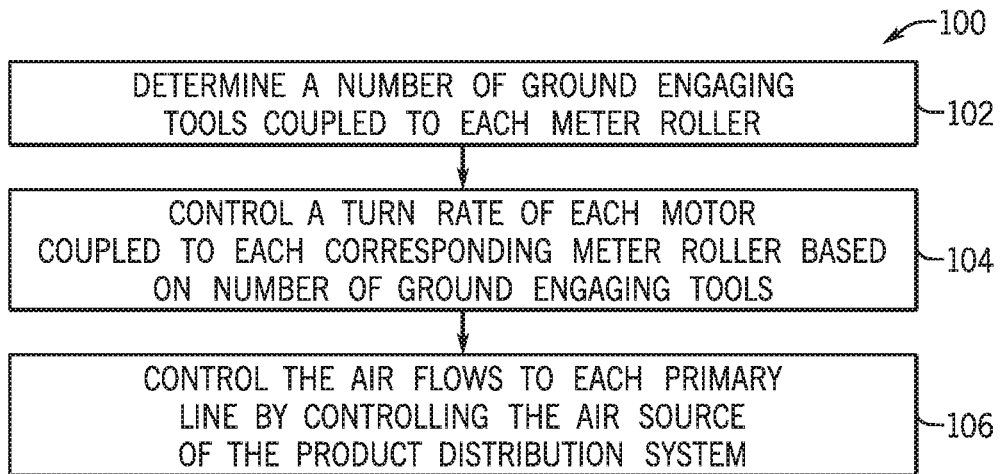 100
DETERMINE A NUMBER OF GROUND ENGAGING
TOOLS COUPLED TO EACH METER ROLLER
102
CONTROL A TURN RATE OF EACH MOTOR
COUPLED TO EACH CORRESPONDING METER ROLLER BASED
ON NUMBER OF GROUND ENGAGING TOOLS
104
CONTROL THE AIR FLOWS TO EACH PRIMARY
LINE BY CONTROLLING THE AIR SOURCE
OF THE PRODUCT DISTRIBUTION SYSTEM
106